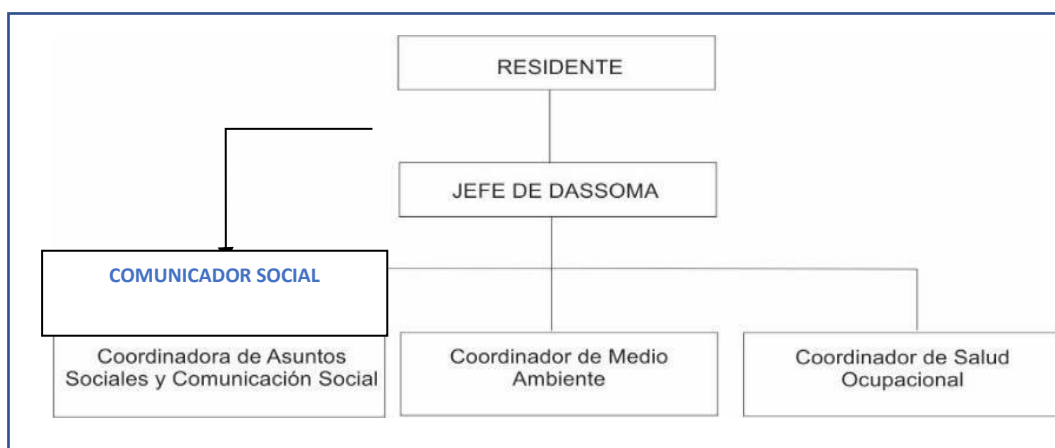 RESIDENTE
JEFE DE DASSOMA
COMUNICADOR SOCIAL
Coordinadora de Asuntos
Sociales y Comunicación Social
Coordinador de Medio
Ambiente
Coordinador de Salud
Ocupacional